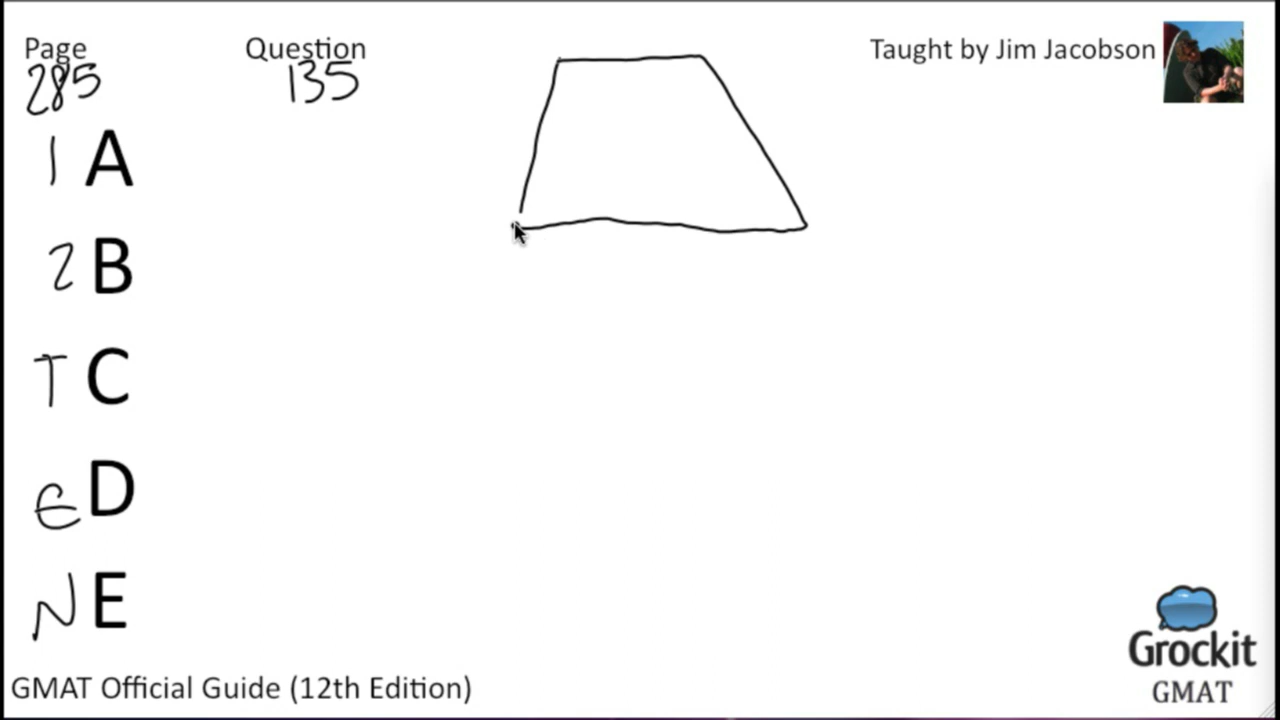 Page Question Taught by Jim Jacobson
285 135
1 A
2 B
T C
E D
N E
GMAT Official Guide (12th Edition)
Grockit
GMAT